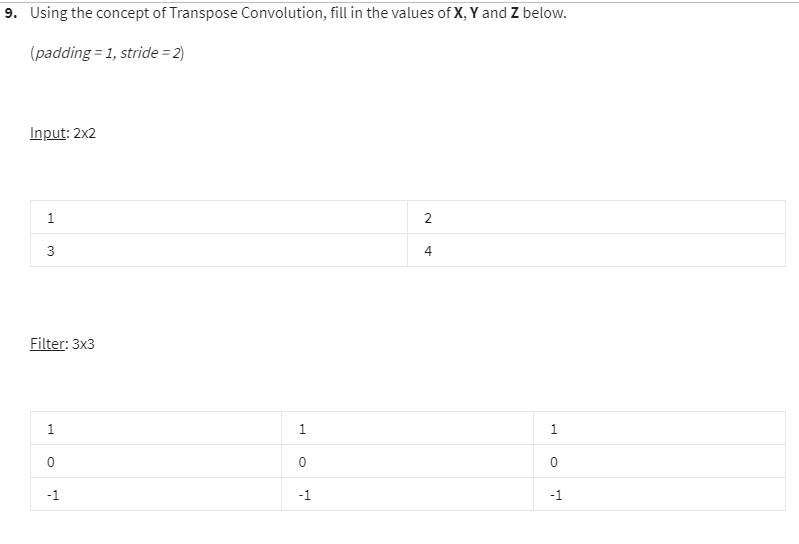 9. Using the concept of Transpose Convolution, fill in the values of X, Y and Z below.
(padding = 1, stride = 2)
Input: 2x2
1 2
3 4
Filter: 3x3
1 1 1
0 0 0
-1 -1 -1